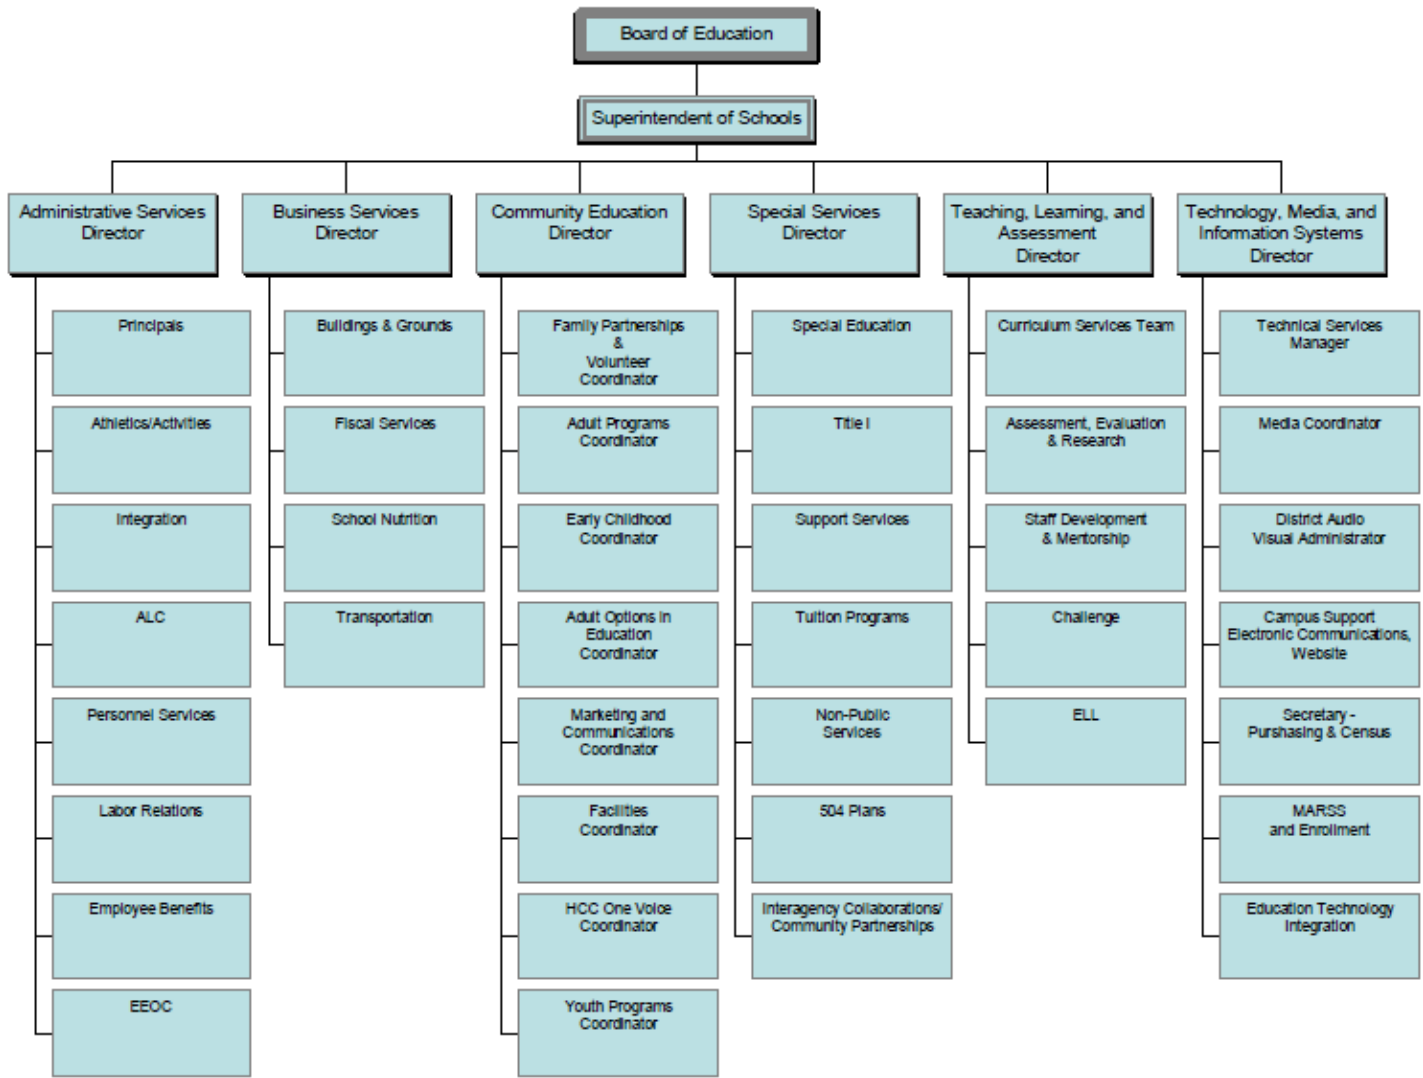 Board of Education
Superintendent of Schools
Administrative Services
Director
Business Services
Director
Community Education
Director
Special Services
Director
Teaching, Learning, and
Assessment
Director
Technology, Media, and
Information Systems
Director
Principals
Athletics/Activities
Integration
ALC
Personnel Services
Labor Relations
Employee Benefits
EEOC
Buildings & Grounds
Fiscal Services
School Nutrition
Transportation
Family Partnerships
&
Volunteer
Coordinator
Adult Programs
Coordinator
Early Childhood
Coordinator
Adult Options in
Education
Coordinator
Marketing and
Communications
Coordinator
Facilities
Coordinator
HCC One Voice
Coordinator
Youth Programs
Coordinator
Special Education
Title I
Support Services
Tuition Programs
Non-Public
Services
504 Plans
Interagency Collaborations/
Community Partnerships
Curriculum Services Team
Assessment, Evaluation
& Research
Staff Development
& Mentorship
Challenge
ELL
Technical Services
Manager
Media Coordinator
District Audio
Visual Administrator
Campus Support
Electronic Communications,
Website
Secretary -
Purshasing & Census
MARSS
and Enrollment
Education Technology
Integration